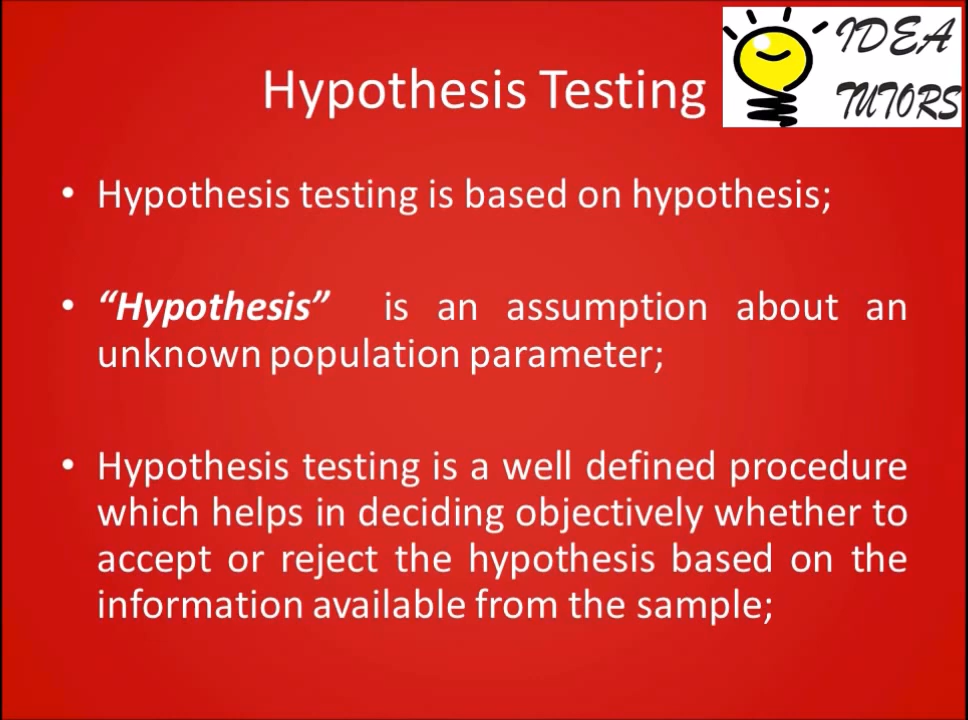 IDEA
TUTORS
Hypothesis Testing
• Hypothesis testing is based on hypothesis;
• “Hypothesis” is an assumption about an
unknown population parameter;
• Hypothesis testing is a well defined procedure
which helps in deciding objectively whether to
accept or reject the hypothesis based on the
information available from the sample;